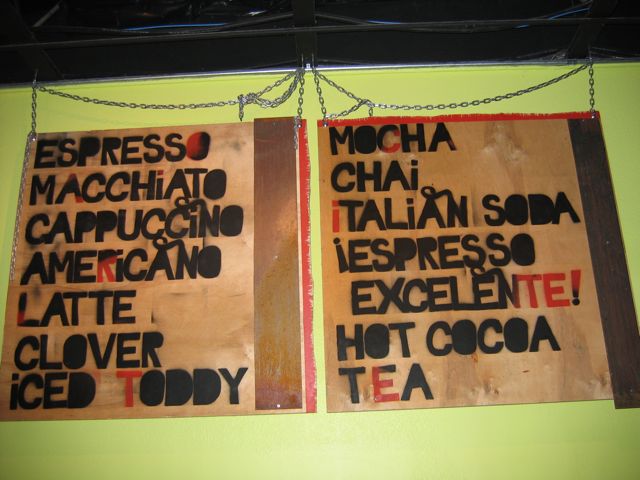 ESPRESSO
MACCHiATO
CAPPUCCiNO
AMERiCANO
LATTE
CLOVER
iCED TODDY
MOCHA
CHAi
iTALiAN SODA
¡ESPRESSO
EXCELENTE!
HOT COCOA
TEA